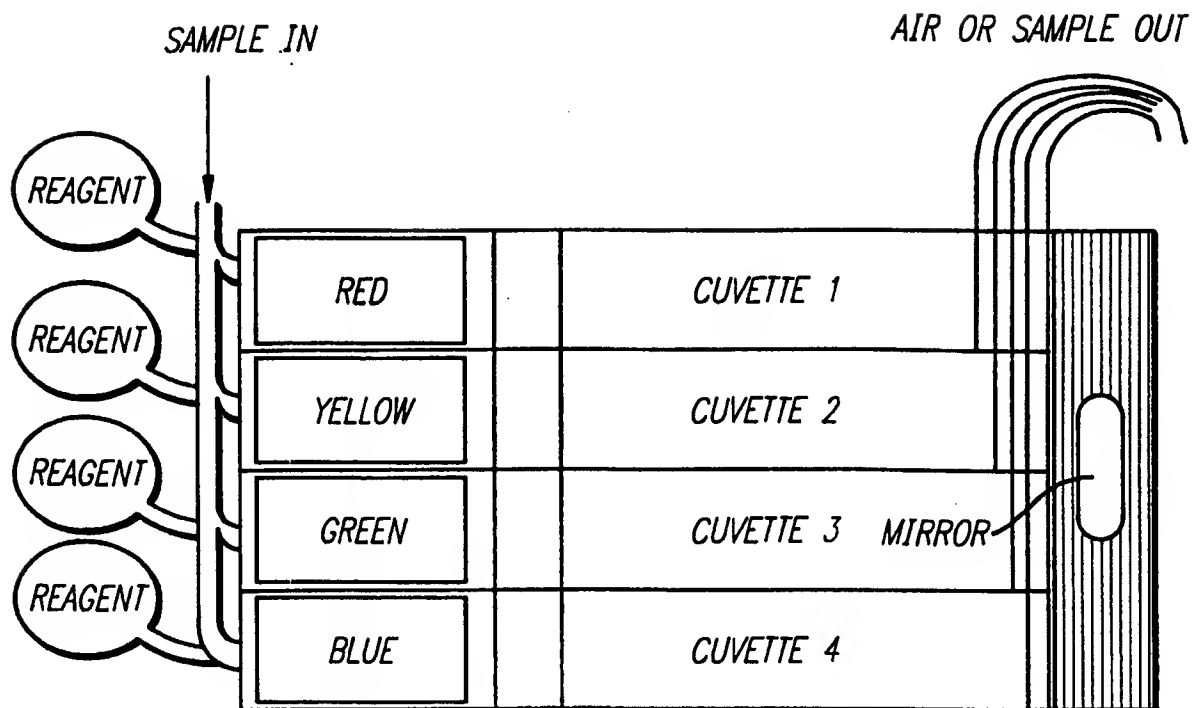 SAMPLE IN
AIR OR SAMPLE OUT
REAGENT
RED
CUVETTE 1
REAGENT
YELLOW
CUVETTE 2
REAGENT
GREEN
CUVETTE 3
MIRROR
REAGENT
BLUE
CUVETTE 4